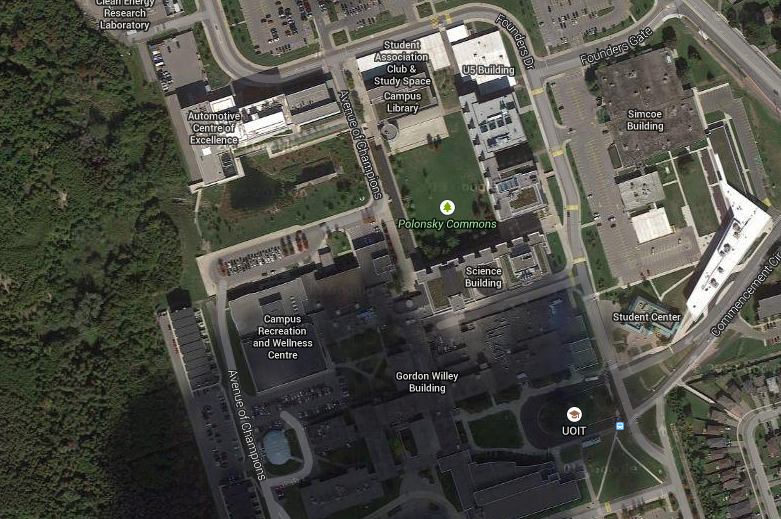 Clean Energy
Research
Laboratory
Founders Dr
Founders Gate
Student
Association
Club &
Study Space
U5 Building
Campus
Library
Simcoe
Building
Automotive
Centre of
Excellence
Avenue of Champions
Polonsky Commons
Science
Building
Student Center
Commencement Cir
Campus
Recreation
and Wellness
Centre
Gordon Willey
Building
Avenue of Champions
UOIT